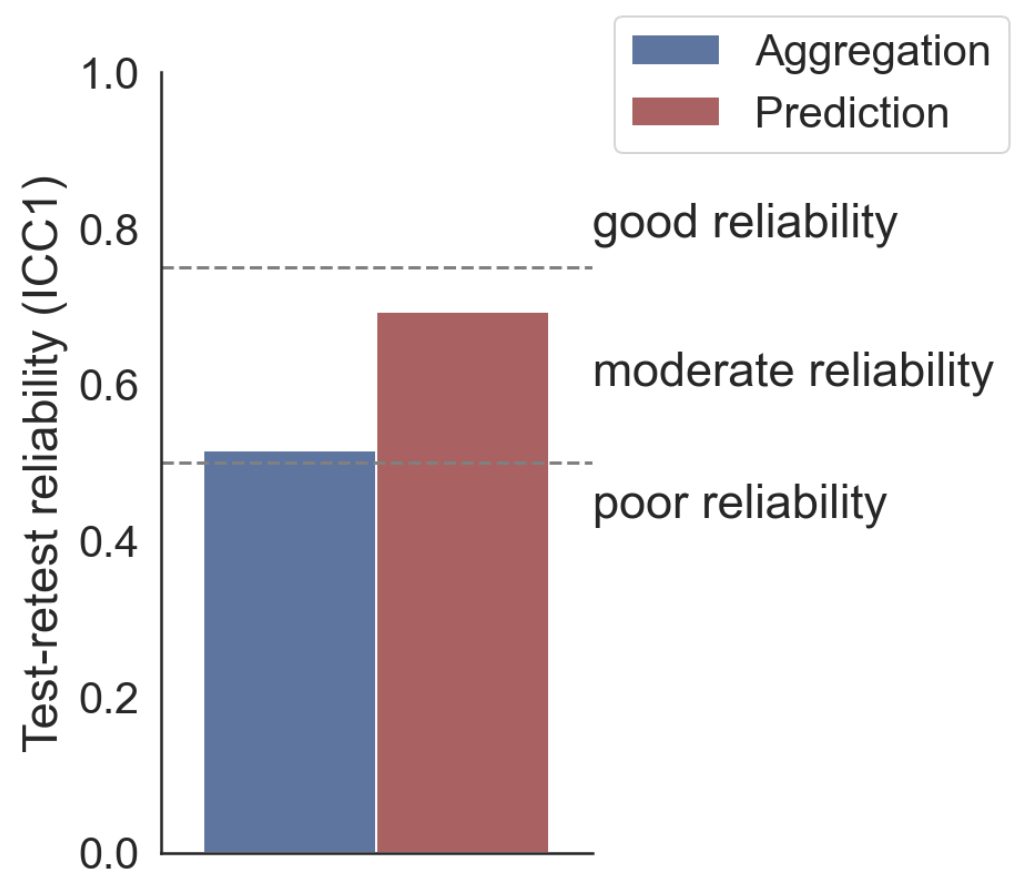 Aggregation
Prediction
1.0
0.8
0.6
0.4
0.2
0.0
Test-retest reliability (ICC1)
good reliability
moderate reliability
poor reliability